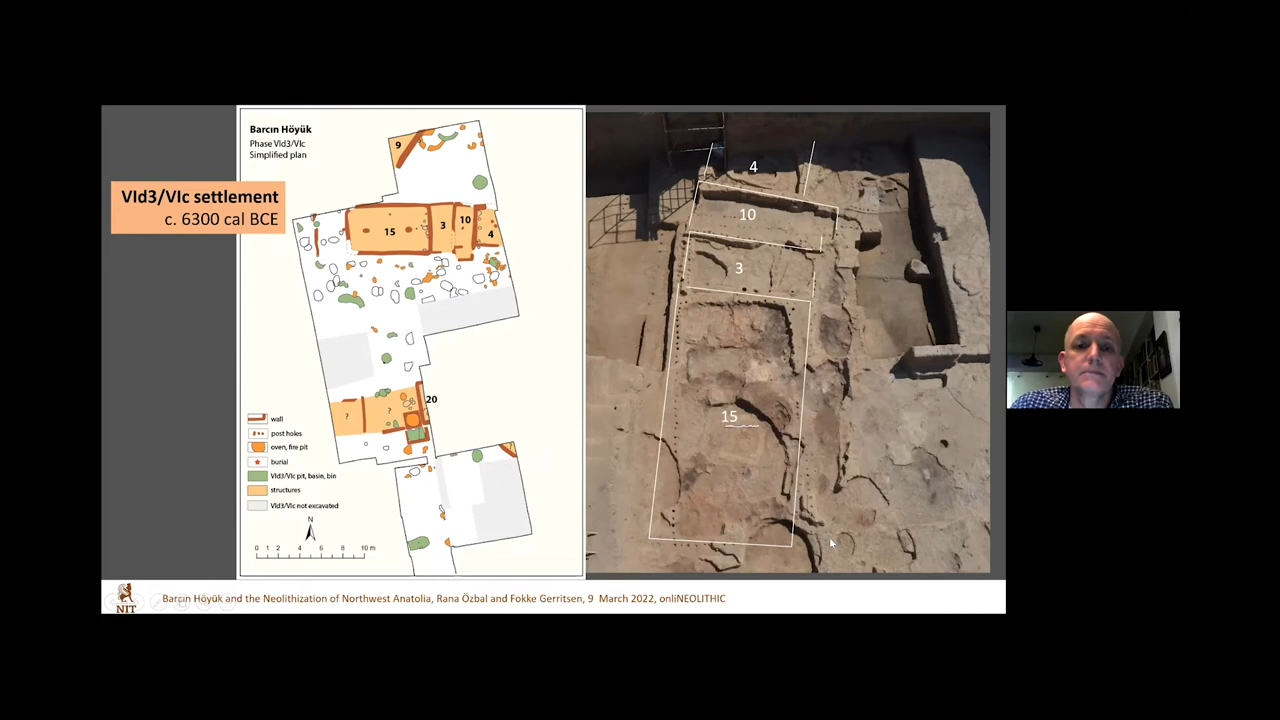 Barcın Höyük
Phase VId3/VIc
Simplified plan
VId3/VIc settlement
c. 6300 cal BCE
9
15
3
10
4
?
?
20
?
wall
post holes
oven, fire pit
burial
VId3/VIc pit, basin, bin
structures
VId3/VIc not excavated
N
0 1 2 4 6 8 10 m
4
10
3
15
NIT
Barcın Höyük and the Neolithization of Northwest Anatolia, Rana Özbal and Fokke Gerritsen, 9 March 2022, onliNEOLITHIC